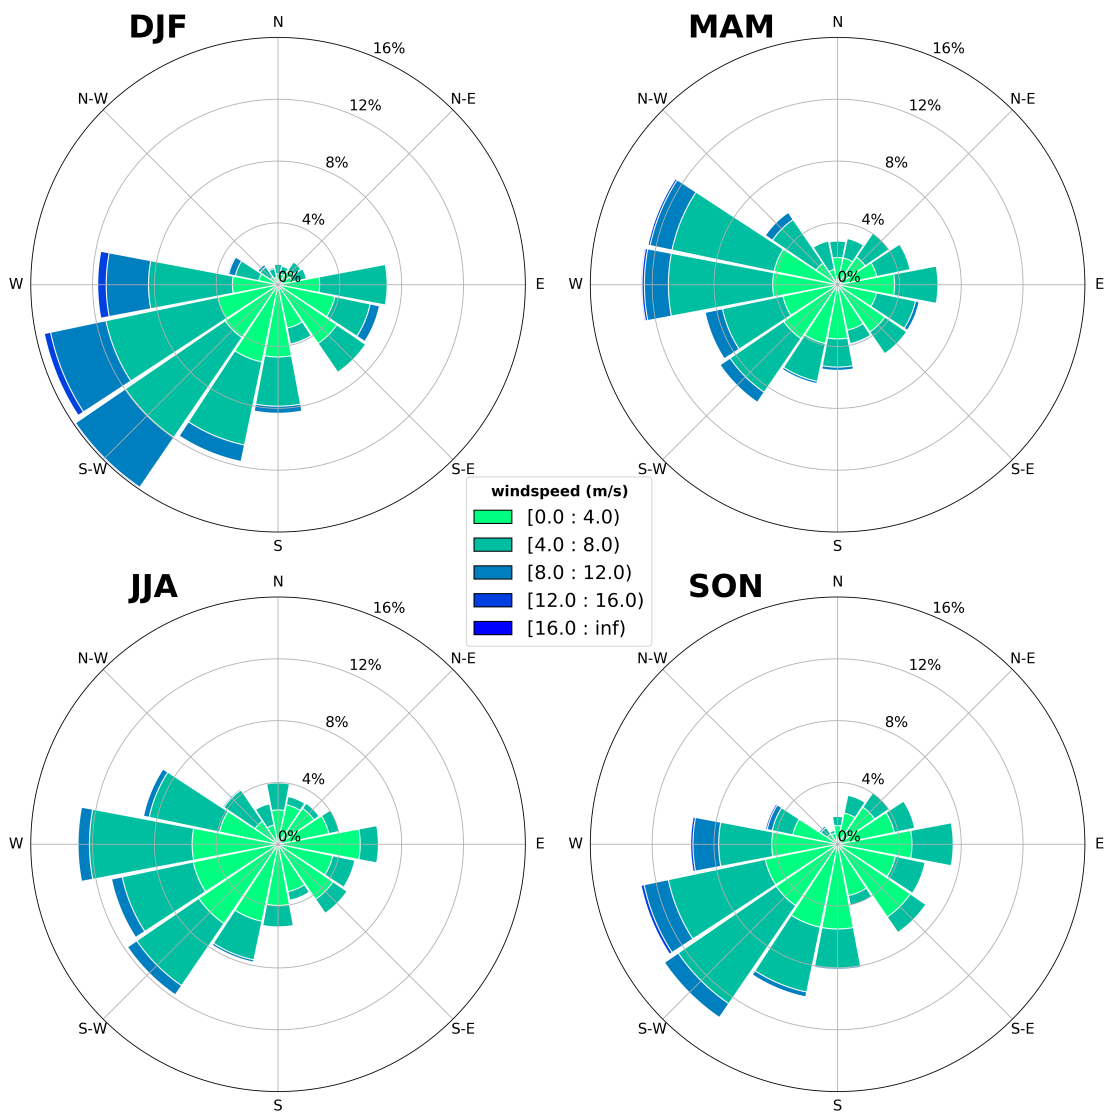 DJF
N
16%
N-W
N-E
12%
8%
4%
0%
W
E
S-W
S-E
S
MAM
N
16%
N-W
N-E
12%
8%
4%
0%
W
E
S-W
S-E
S
windspeed (m/s)
[0.0 : 4.0)
[4.0 : 8.0)
[8.0 : 12.0)
[12.0 : 16.0)
[16.0 : inf)
JJA
N
16%
N-W
N-E
12%
8%
4%
0%
W
E
S-W
S-E
S
SON
N
16%
N-W
N-E
12%
8%
4%
0%
W
E
S-W
S-E
S